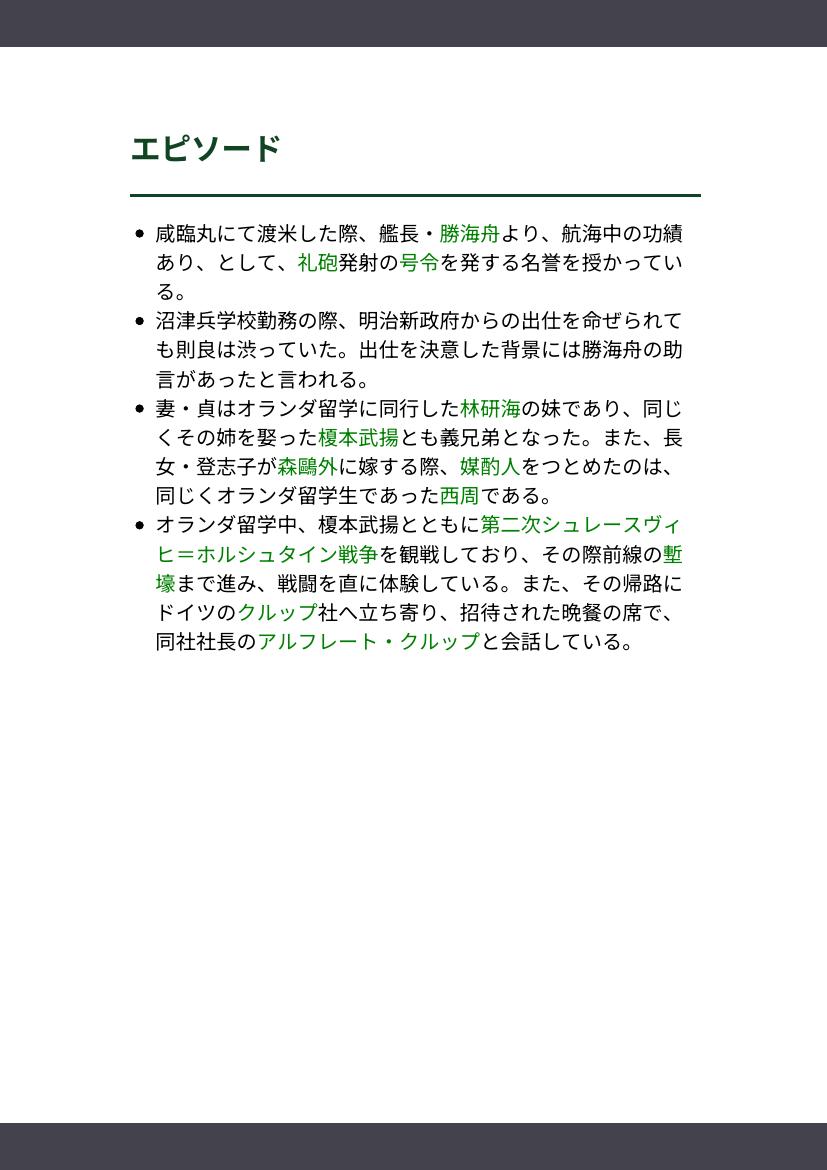 エピソード
咸臨丸にて渡米した際、艦長・勝海舟より、航海中の功績
あり、として、礼砲発射の号令を発する名誉を授かってい
る。
沼津兵学校勤務の際、明治新政府からの出仕を命ぜられて
も則良は渋っていた。出仕を決意した背景には勝海舟の助
言があったと言われる。
妻・貞はオランダ留学に同行した林研海の妹であり、同じ
くその姉を娶った榎本武揚とも義兄弟となった。また、長
女・登志子が森鷗外に嫁する際、媒酌人をつとめたのは、
同じくオランダ留学生であった西周である。
オランダ留学中、榎本武揚とともに第二次シュレースヴィ
ヒ＝ホルシュタイン戦争を観戦しており、その際前線の塹
壕まで進み、戦闘を直に体験している。また、その帰路に
ドイツのクルップ社へ立ち寄り、招待された晩餐の席で、
同社社長のアルフレート・クルップと会話している。